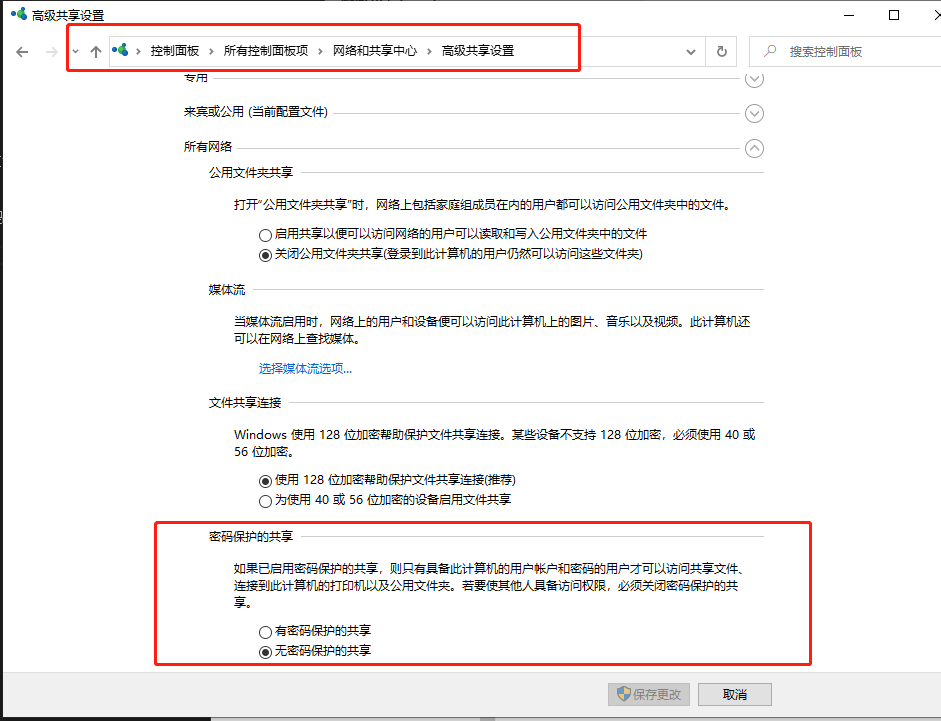 高级共享设置
控制面板 › 所有控制面板项 › 网络和共享中心 › 高级共享设置
搜索控制面板
专用
来宾或公用 (当前配置文件)
所有网络
公用文件夹共享
打开“公用文件夹共享”时，网络上包括家庭组成员在内的用户都可以访问公用文件夹中的文件。
启用共享以便可以访问网络的用户可以读取和写入公用文件夹中的文件
关闭公用文件夹共享(登录到此计算机的用户仍然可以访问这些文件夹)
媒体流
当媒体流启用时，网络上的用户和设备便可以访问此计算机上的图片、音乐以及视频。此计算机还
可以在网络上查找媒体。
选择媒体流选项...
文件共享连接
Windows 使用 128 位加密帮助保护文件共享连接。某些设备不支持 128 位加密，必须使用 40 或
56 位加密。
使用 128 位加密帮助保护文件共享连接(推荐)
为使用 40 或 56 位加密的设备启用文件共享
密码保护的共享
如果已启用密码保护的共享，则只有具备此计算机的用户帐户和密码的用户才可以访问共享文件、
连接到此计算机的打印机以及公用文件夹。若要使其他人具备访问权限，必须关闭密码保护的共
享。
有密码保护的共享
无密码保护的共享
保存更改
取消